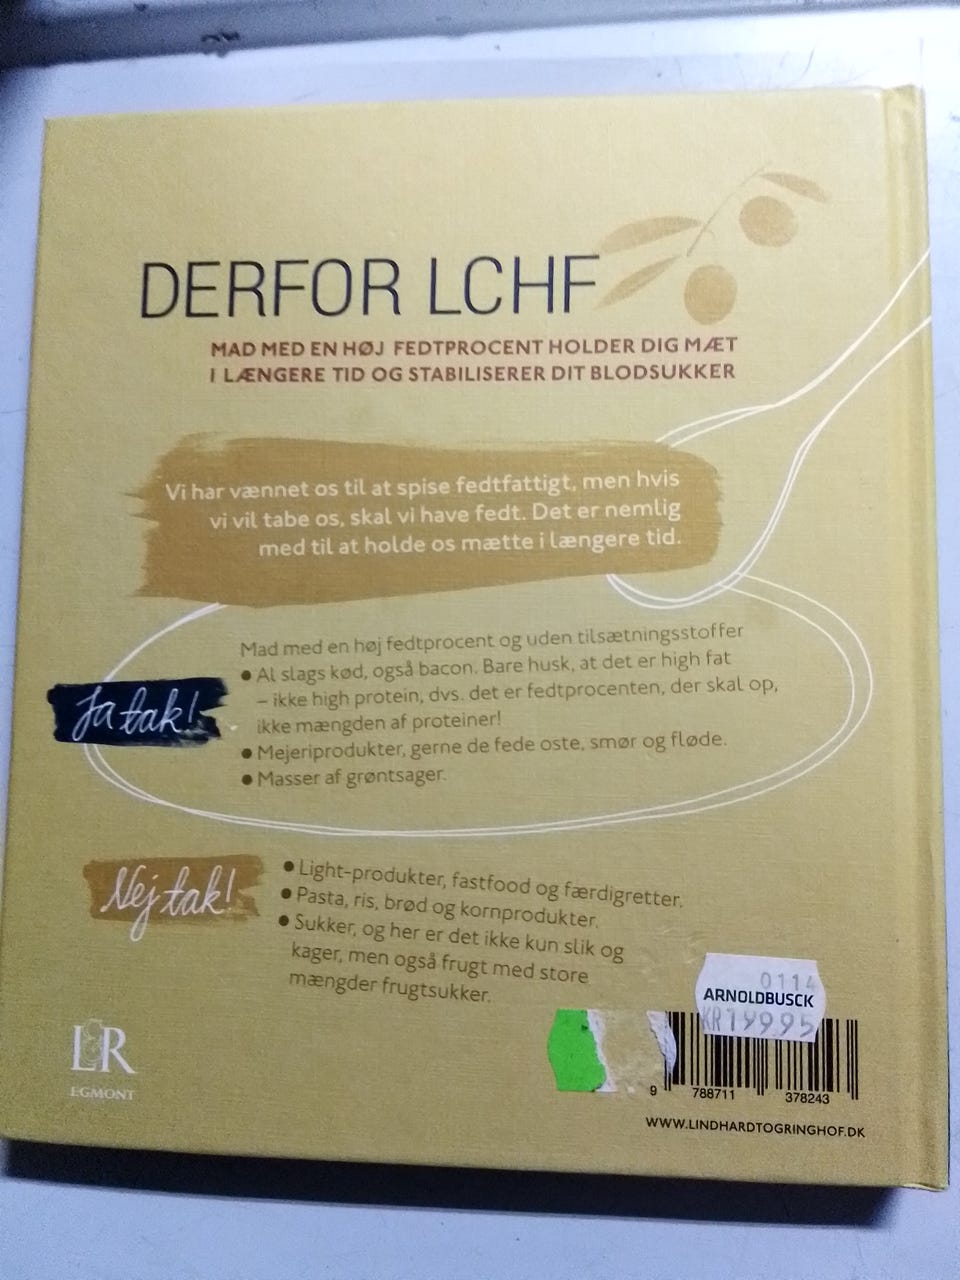 DERFOR LCHF
MAD MED EN HØJ FEDTPROCENT HOLDER DIG MÆT
I LÆNGERE TID OG STABILISERER DIT BLODSUKKER
Vi har vænnet os til at spise fedtfattigt, men hvis
vi vil tabe os, skal vi have fedt. Det er nemlig
med til at holde os mætte i længere tid.
Mad med en høj fedtprocent og uden tilsætningsstoffer
● Al slags kød, også bacon. Bare husk, at det er high fat
– ikke high protein, dvs. det er fedtprocenten, der skal op,
ikke mængden af proteiner!
● Mejeriprodukter, gerne de fede oste, smør og fløde.
● Masser af grøntsager.
Ja tak!
● Light-produkter, fastfood og færdigretter.
● Pasta, ris, brød og kornprodukter.
● Sukker, og her er det ikke kun slik og
kager, men også frugt med store
mængder frugtsukker.
Nej tak!
0114
ARNOLDBUSCK
KR199.95
L&R
EGMONT
9 788711 378243
WWW.LINDHARDTOGRINGHOF.DK